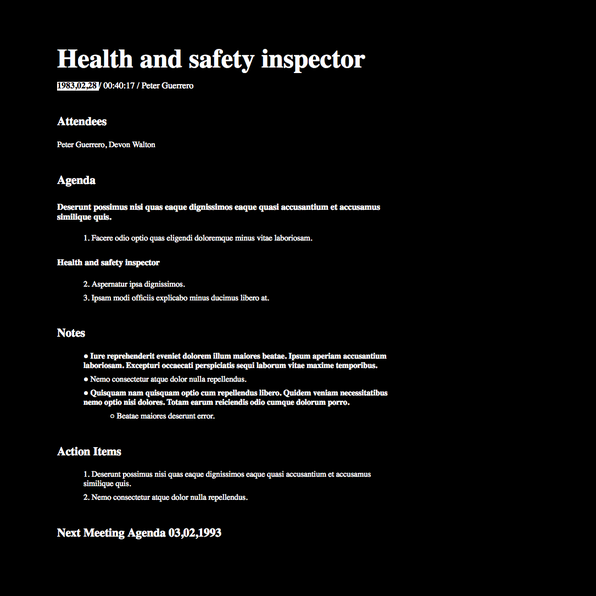 Health and safety inspector
1983,02,28 / 00:40:17 / Peter Guerrero
Attendees
Peter Guerrero, Devon Walton
Agenda
Deserunt possimus nisi quas eaque dignissimos eaque quasi accusantium et accusamus
similique quis.
1. Facere odio optio quas eligendi doloremque minus vitae laboriosam.
Health and safety inspector
2. Aspernatur ipsa dignissimos.
3. Ipsam modi officiis explicabo minus ducimus libero at.
Notes
● Iure reprehenderit eveniet dolorem illum maiores beatae. Ipsum aperiam accusantium
laboriosam. Excepturi occaecati perspiciatis sequi laborum vitae maxime temporibus.
● Nemo consectetur atque dolor nulla repellendus.
● Quisquam nam quisquam optio cum repellendus libero. Quidem veniam necessitatibus
nemo optio nisi dolores. Totam earum reiciendis odio cumque dolorum porro.
○ Beatae maiores deserunt error.
Action Items
1. Deserunt possimus nisi quas eaque dignissimos eaque quasi accusantium et accusamus
similique quis.
2. Nemo consectetur atque dolor nulla repellendus.
Next Meeting Agenda 03,02,1993